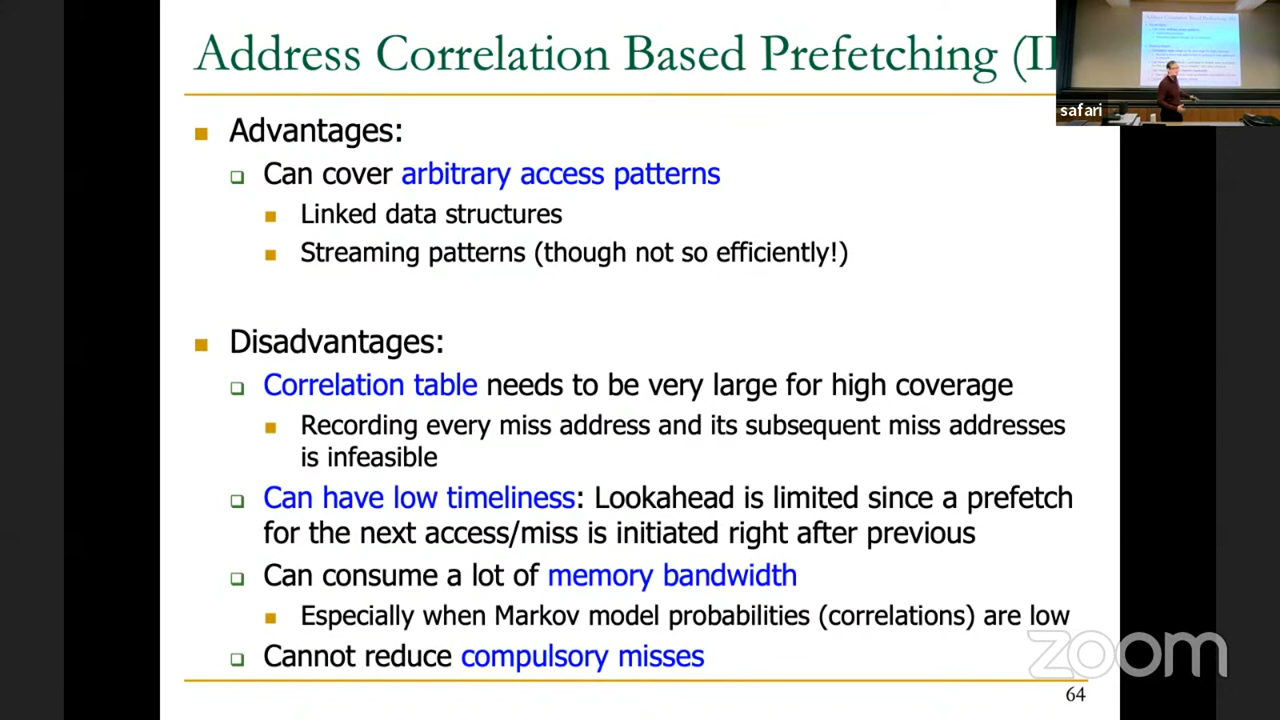 Address Correlation Based Prefetching (II
safari
Advantages:
Can cover arbitrary access patterns
Linked data structures
Streaming patterns (though not so efficiently!)
Disadvantages:
Correlation table needs to be very large for high coverage
Recording every miss address and its subsequent miss addresses
is infeasible
Can have low timeliness: Lookahead is limited since a prefetch
for the next access/miss is initiated right after previous
Can consume a lot of memory bandwidth
Especially when Markov model probabilities (correlations) are low
Cannot reduce compulsory misses
zoom
64